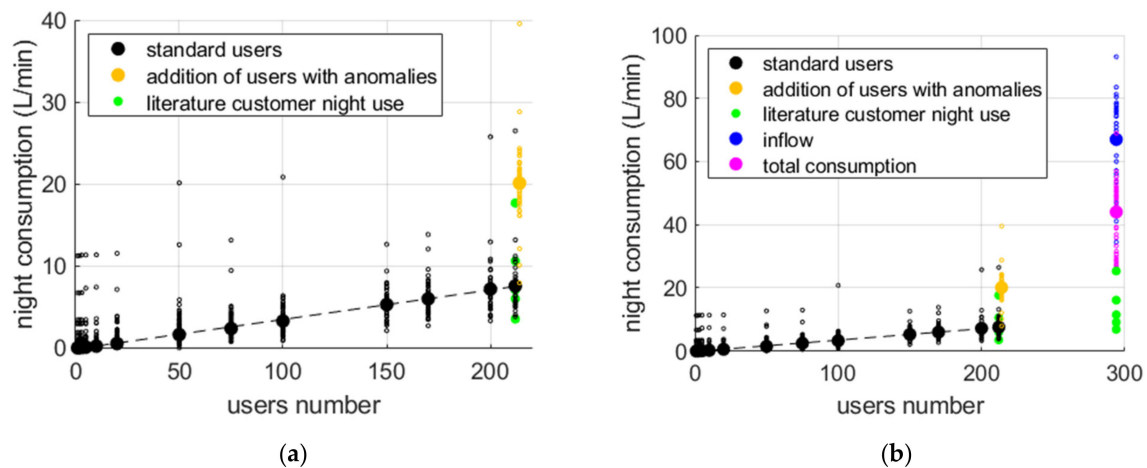 40
30
20
10
0
night consumption (L/min)
standard users
addition of users with anomalies
literature customer night use
0
50
100
150
200
users number
(a)
100
80
60
40
20
0
night consumption (L/min)
standard users
addition of users with anomalies
literature customer night use
inflow
total consumption
0
100
200
300
users number
(b)